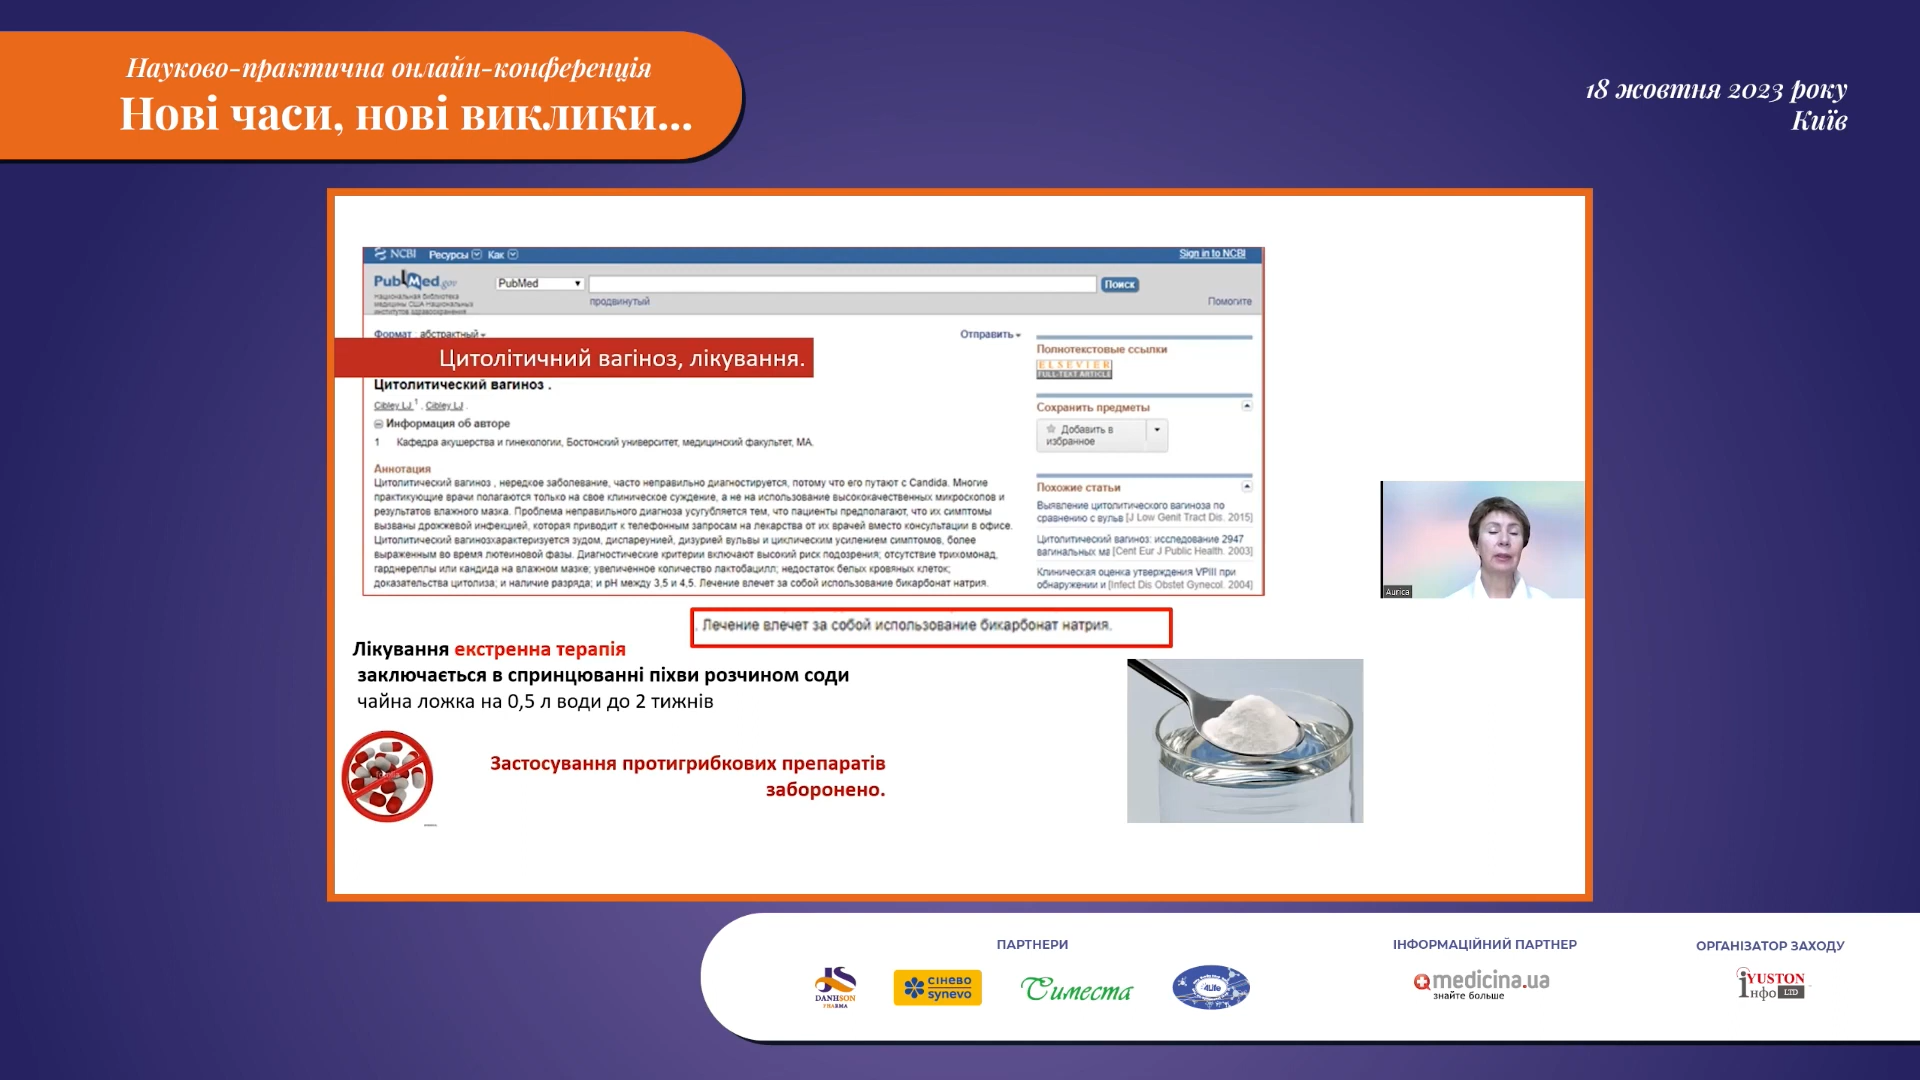 Науково-практична онлайн-конференція
Нові часи, нові виклики...
18 жовтня 2023 року
Київ
NCBI Ресурсы Как Sign in to NCBI
PubMed.gov PubMed Поиск
Национальная библиотека
медицины США Национальных
институтов здравоохранения
продвинутый Помогите
Формат : абстрактный Отправить
Цитолітичний вагіноз, лікування.
Цитолитический вагиноз .
Cibley LJ 1 , Cibley LJ .
Информация об авторе
1 Кафедра акушерства и гинекологии, Бостонский университет, медицинский факультет, МА.
Аннотация
Цитолитический вагиноз , нередкое заболевание, часто неправильно диагностируется, потому что его путают с Candida. Многие
практикующие врачи полагаются только на свое клиническое суждение, а не на использование высококачественных микроскопов и
результатов влажного мазка. Проблема неправильного диагноза усугубляется тем, что пациенты предполагают, что их симптомы
вызваны дрожжевой инфекцией, которая приводит к телефонным запросам на лекарства от их врачей вместо консультации в офисе.
Цитолитический вагинозхарактеризуется зудом, диспареунией, дизурией вульвы и циклическим усилением симптомов, более
выраженным во время лютеиновой фазы. Диагностические критерии включают высокий риск подозрения; отсутствие трихомонад,
гарднереллы или кандида на влажном мазке; увеличенное количество лактобацилл; недостаток белых кровяных клеток;
доказательства цитолиза; и наличие разряда; и pH между 3,5 и 4,5. Лечение влечет за собой использование бикарбонат натрия.
Полнотекстовые ссылки
ELSEVIER
FULL-TEXT ARTICLE
Сохранить предметы
Добавить в
избранное
Похожие статьи
Выявление цитолитического вагиноза по
сравнению с вульв [J Low Genit Tract Dis. 2015]
Цитолитический вагиноз: исследование 2947
вагинальных ма [Cent Eur J Public Health. 2003]
Клиническая оценка утверждения VPIII при
обнаружении и [Infect Dis Obstet Gynecol. 2004]
. Лечение влечет за собой использование бикарбонат натрия.
Лікування екстренна терапія
заключається в спринцюванні піхви розчином соди
чайна ложка на 0,5 л води до 2 тижнів
Застосування протигрибкових препаратів
заборонено.
Aurica
ПАРТНЕРИ
ІНФОРМАЦІЙНИЙ ПАРТНЕР
ОРГАНІЗАТОР ЗАХОДУ
DANHSON
PHARMA
сінево
synevo
Симеста
4Life
medicina.ua
знайте больше
iYUSTON
нфо LTD